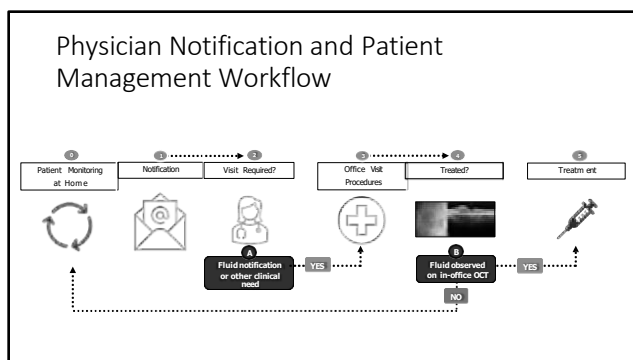 Physician Notification and Patient
Management Workflow
0
1
2
3
4
5
Patient Monitoring
at Home
Notification
Visit Required?
Office Visit
Procedures
Treated?
Treatment
@
A
Fluid notification
or other clinical
need
YES
B
Fluid observed
on in-office OCT
YES
NO